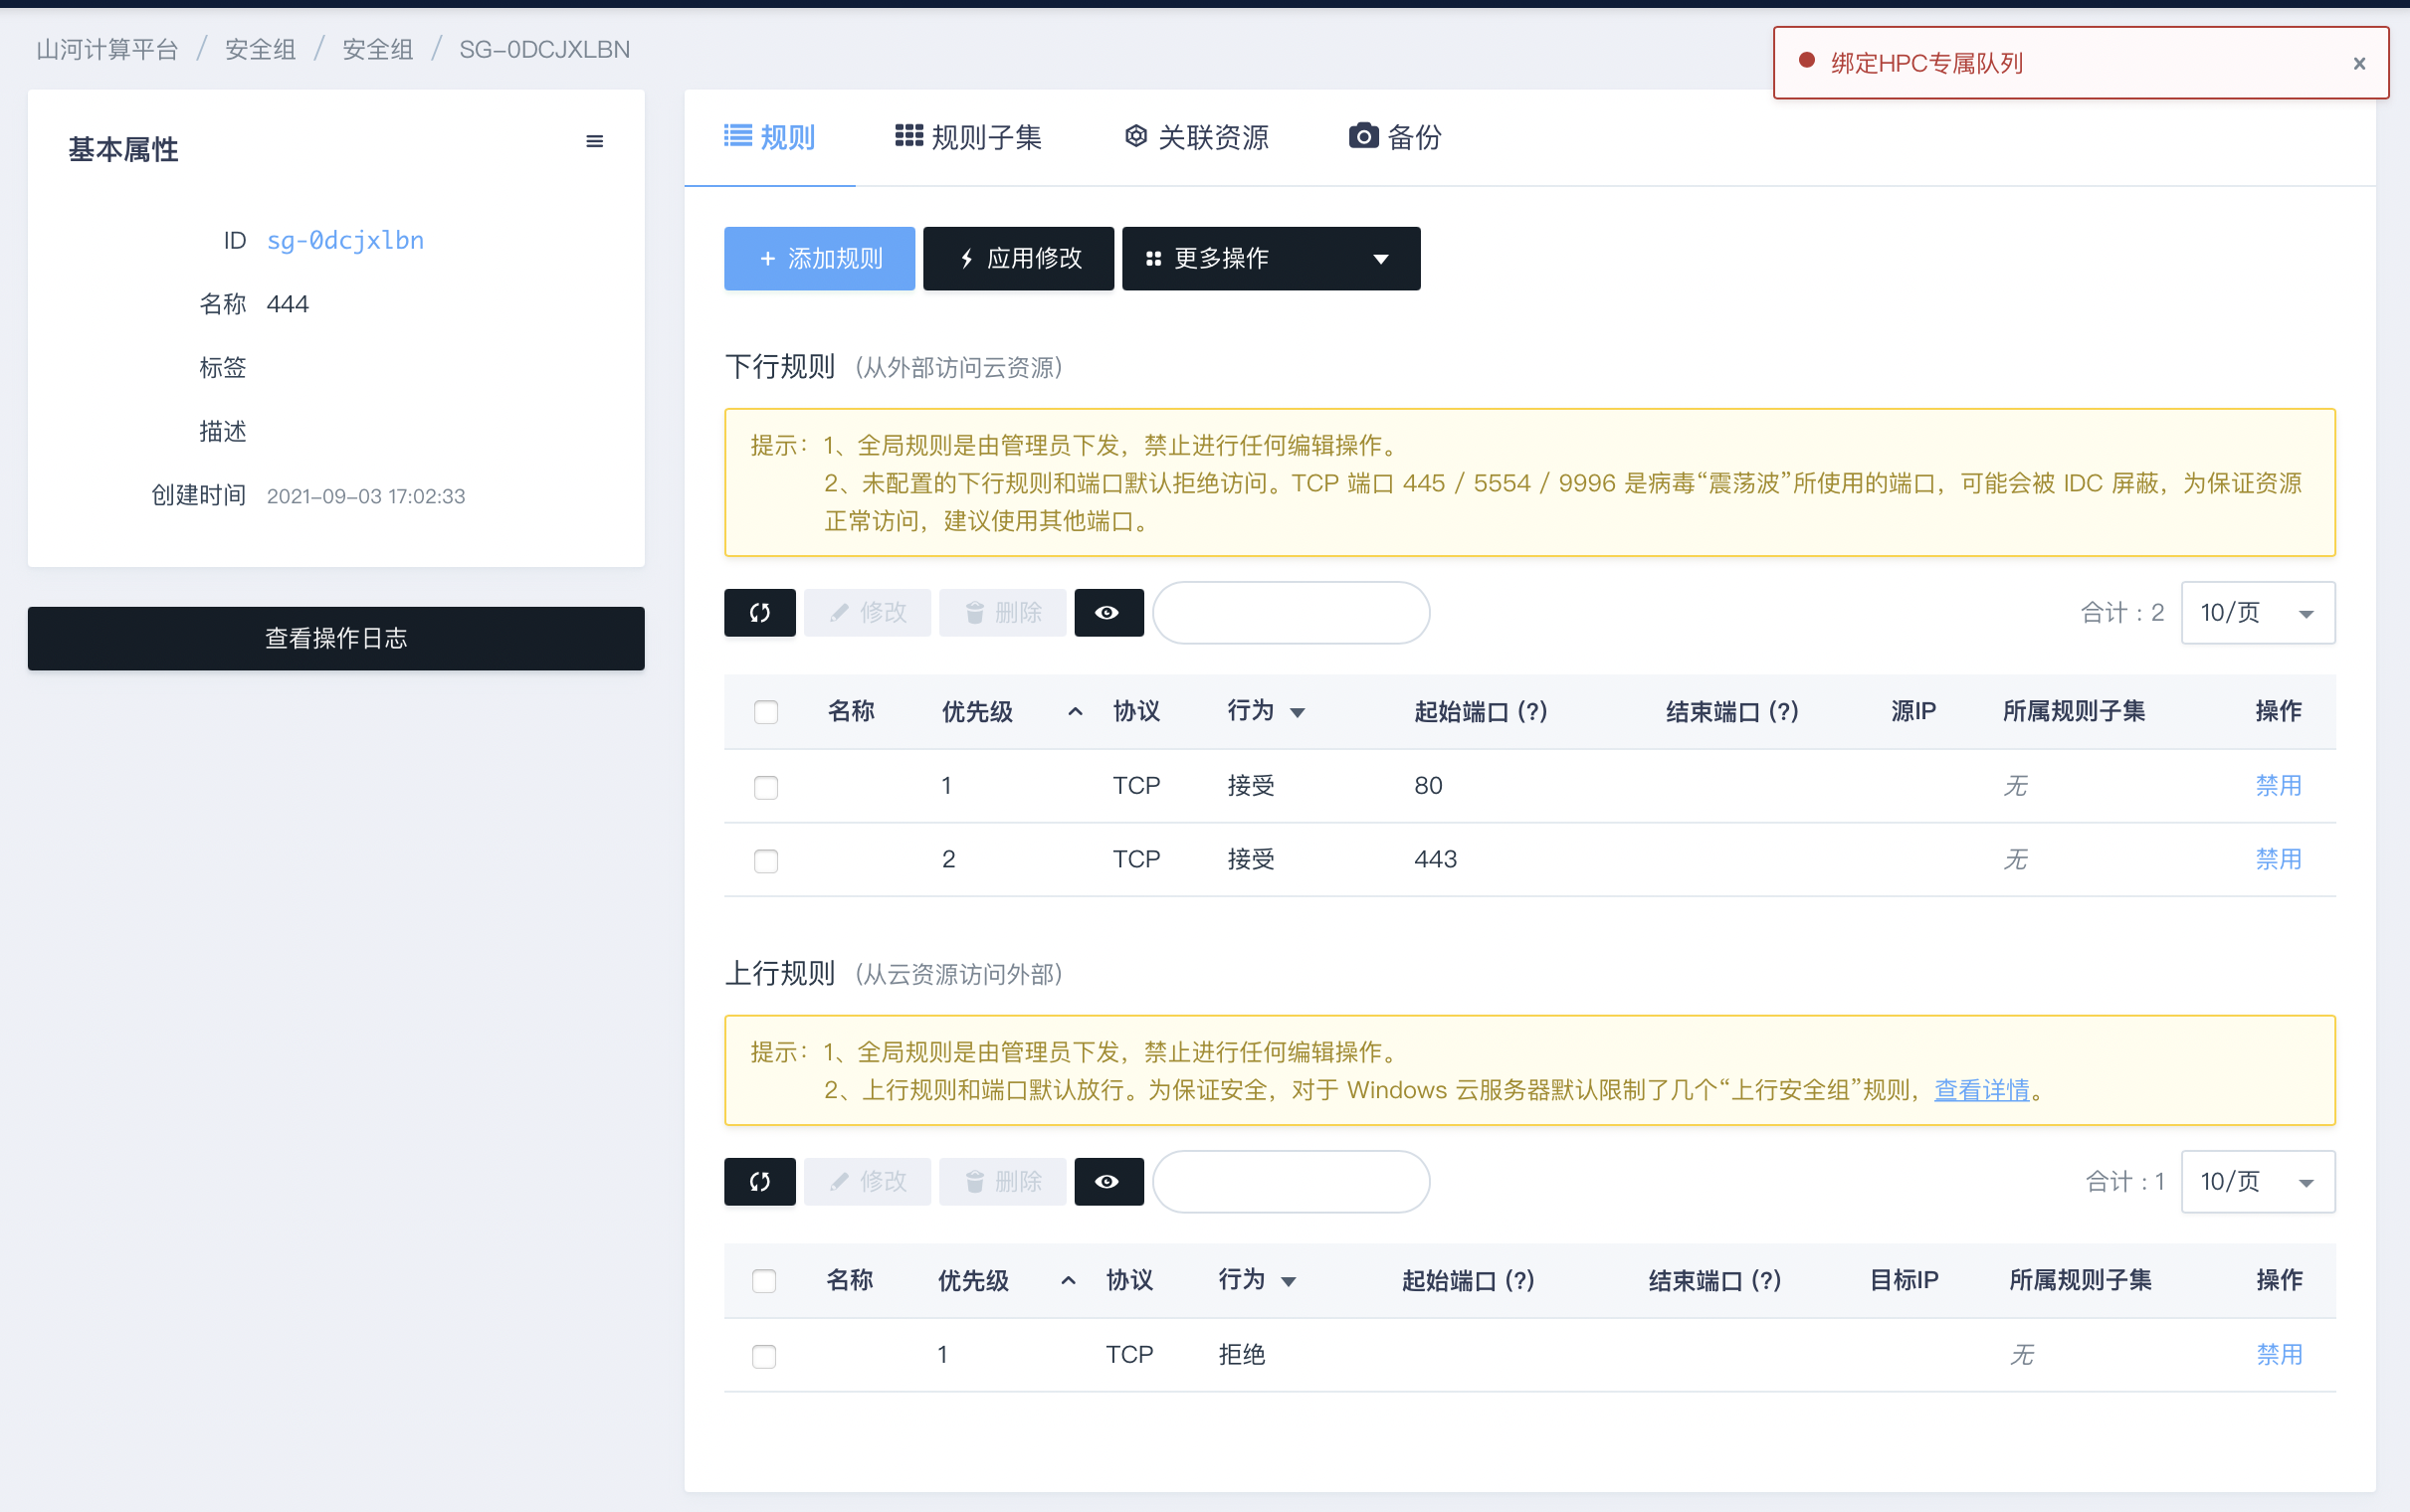 山河计算平台 / 安全组 / 安全组 / SG-0DCJXLBN
绑定HPC专属队列
基本属性
ID sg-0dcjxlbn
名称 444
标签
描述
创建时间 2021-09-03 17:02:33
查看操作日志
规则 规则子集 关联资源 备份
+ 添加规则 应用修改 更多操作
下行规则 (从外部访问云资源)
提示: 1、全局规则是由管理员下发，禁止进行任何编辑操作。
2、未配置的下行规则和端口默认拒绝访问。TCP 端口 445 / 5554 / 9996 是病毒“震荡波”所使用的端口，可能会被 IDC 屏蔽，为保证资源
正常访问，建议使用其他端口。
修改 删除 合计 : 2 10/页
名称 优先级 协议 行为 起始端口 (?) 结束端口 (?) 源IP 所属规则子集 操作
1 TCP 接受 80 无 禁用
2 TCP 接受 443 无 禁用
上行规则 (从云资源访问外部)
提示: 1、全局规则是由管理员下发，禁止进行任何编辑操作。
2、上行规则和端口默认放行。为保证安全，对于 Windows 云服务器默认限制了几个“上行安全组”规则，查看详情。
修改 删除 合计 : 1 10/页
名称 优先级 协议 行为 起始端口 (?) 结束端口 (?) 目标IP 所属规则子集 操作
1 TCP 拒绝 无 禁用